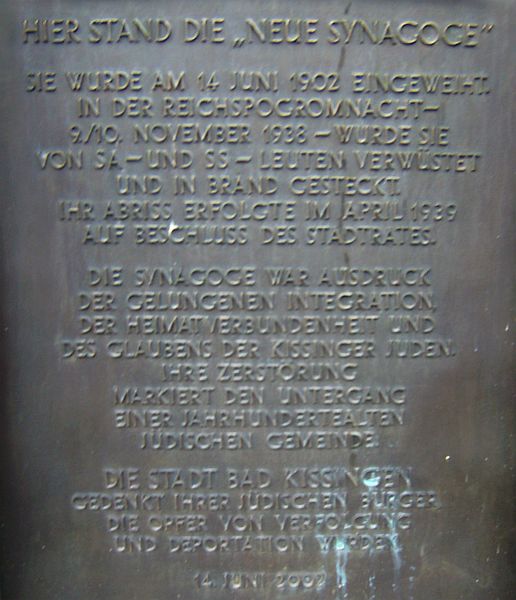 HIER STAND DIE „NEUE SYNAGOGE"
SIE WURDE AM 14 JUNI 1902 EINGEWEIHT.
IN DER REICHSPOGROMNACHT–
9./10. NOVEMBER 1938 – WURDE SIE
VON SA – UND SS – LEUTEN VERWÜSTET
UND IN BRAND GESTECKT.
IHR ABRISS ERFOLGTE IM APRIL 1939
AUF BESCHLUSS DES STADTRATES.
DIE SYNAGOGE WAR AUSDRUCK
DER GELUNGENEN INTEGRATION,
DER HEIMATVERBUNDENHEIT UND
DES GLAUBENS DER KISSINGER JUDEN.
IHRE ZERSTÖRUNG
MARKIERT DEN UNTERGANG
EINER JAHRHUNDERTEALTEN
JÜDISCHEN GEMEINDE.
DIE STADT BAD KISSINGEN
GEDENKT IHRER JÜDISCHEN BÜRGER,
DIE OPFER VON VERFOLGUNG
UND DEPORTATION WURDEN
14. JUNI 2002